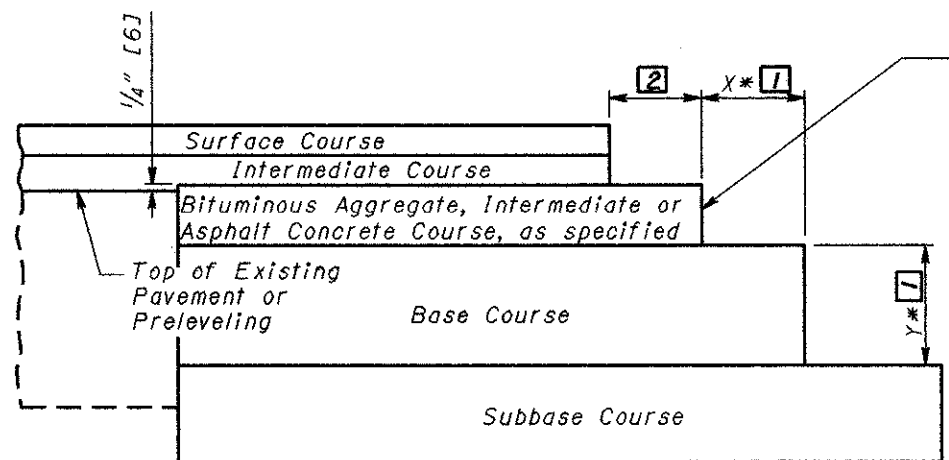 1/4" [6]
2
X* 1
Surface Course
Intermediate Course
Bituminous Aggregate, Intermediate or
Asphalt Concrete Course, as specified
Top of Existing
Pavement or
Preleveling
Base Course
Y* 1
Subbase Course